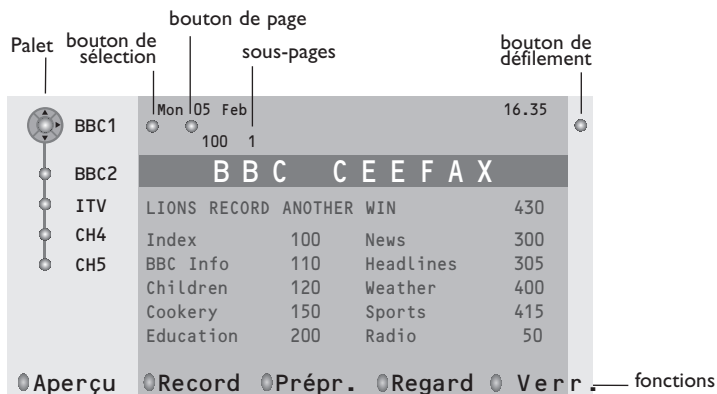 bouton de page
Palet bouton de sélection sous-pages bouton de défilement
Mon 05 Feb 16.35
BBC1
100 1
BBC2 BBC CEEFAX
ITV LIONS RECORD ANOTHER WIN 430
CH4 Index 100 News 300
CH5 BBC Info 110 Headlines 305
Children 120 Weather 400
Cookery 150 Sports 415
Education 200 Radio 50
Aperçu Record Prépr. Regard Verr. fonctions